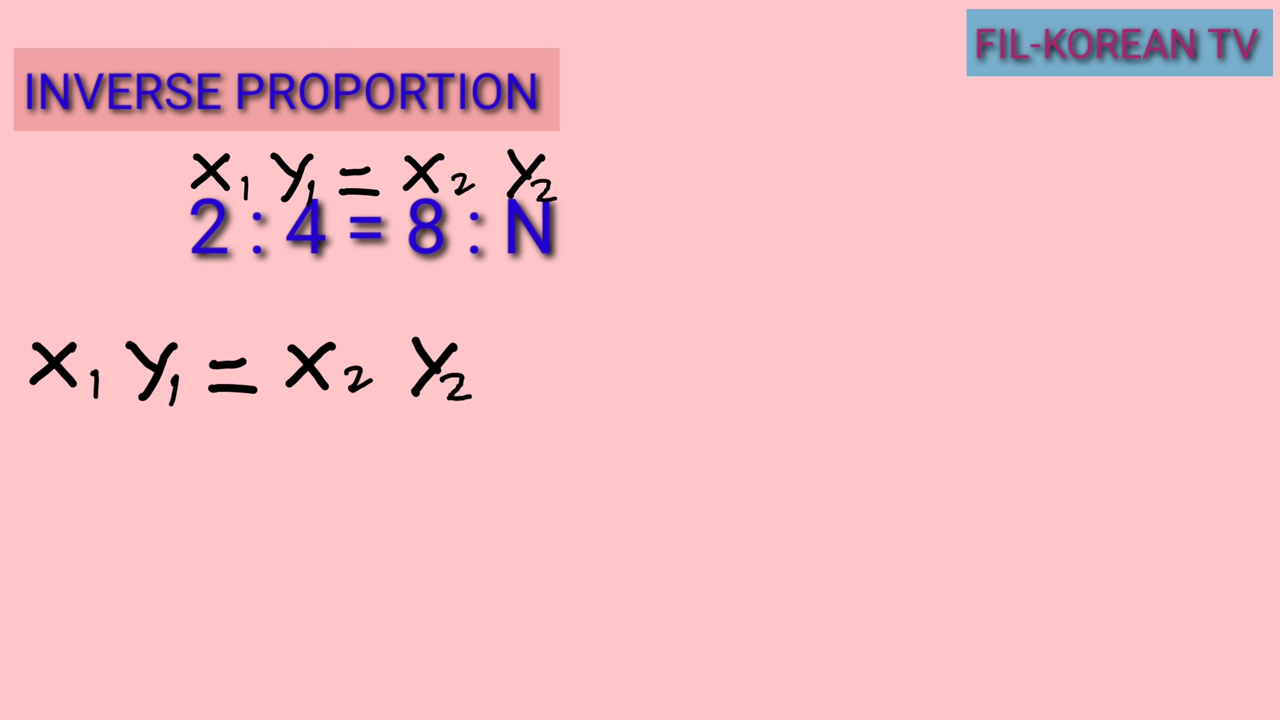 FIL-KOREAN TV
INVERSE PROPORTION
X₁ Y₁ = X₂ Y₂
2 : 4 = 8 : N
X₁ Y₁ = X₂ Y₂